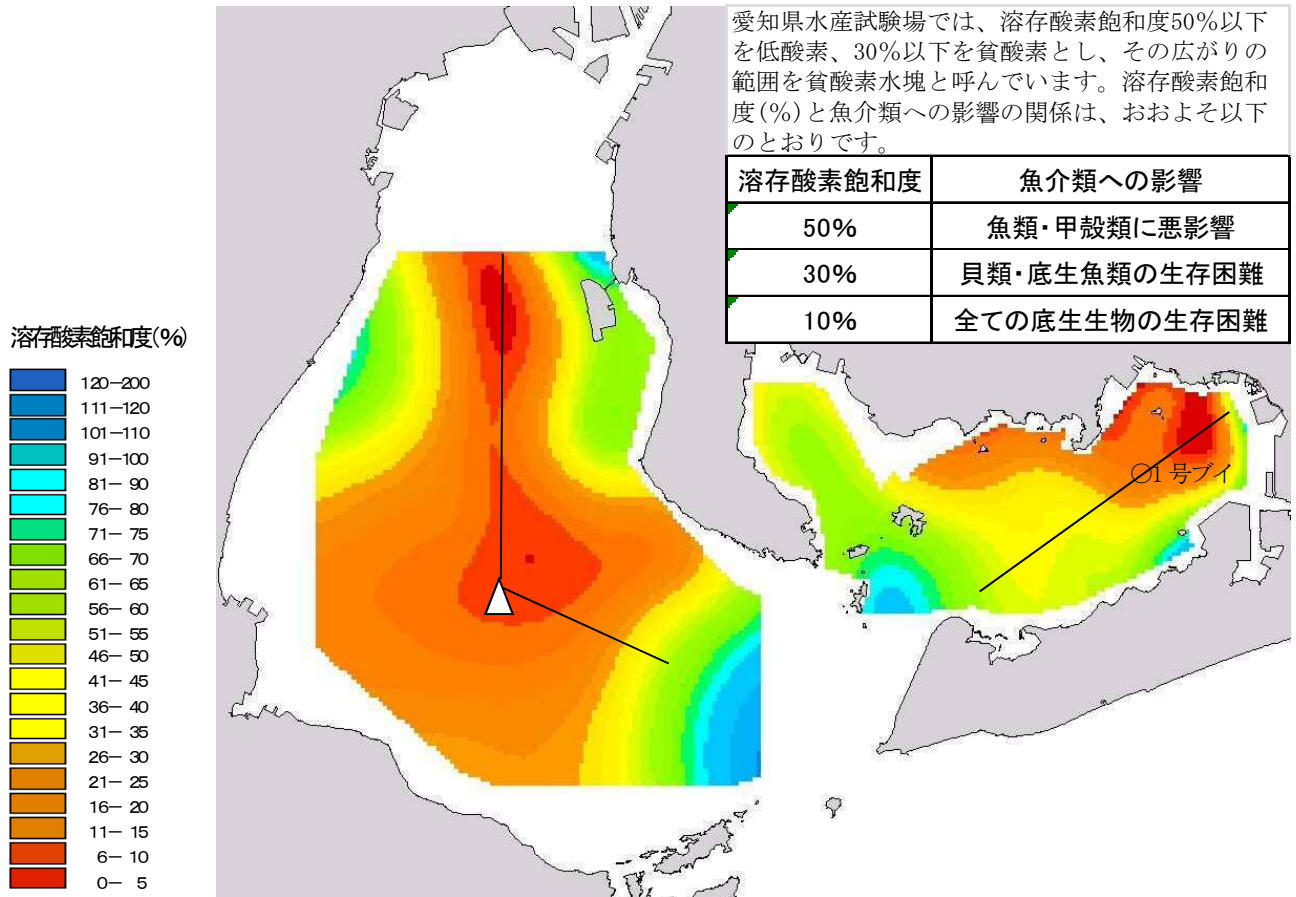 愛知県水産試験場では、溶存酸素飽和度50%以下
を低酸素、30%以下を貧酸素とし、その広がりの
範囲を貧酸素水塊と呼んでいます。溶存酸素飽和
度(%)と魚介類への影響の関係は、おおよそ以下
のとおりです。
溶存酸素飽和度 魚介類への影響
50% 魚類・甲殻類に悪影響
30% 貝類・底生魚類の生存困難
10% 全ての底生生物の生存困難
溶存酸素飽和度(%)
120-200
111-120
101-110
91-100
81- 90
76- 80
71- 75
66- 70
61- 65
56- 60
51- 55
46- 50
41- 45
36- 40
31- 35
26- 30
21- 25
16- 20
11- 15
6- 10
0- 5
○1 号ブイ